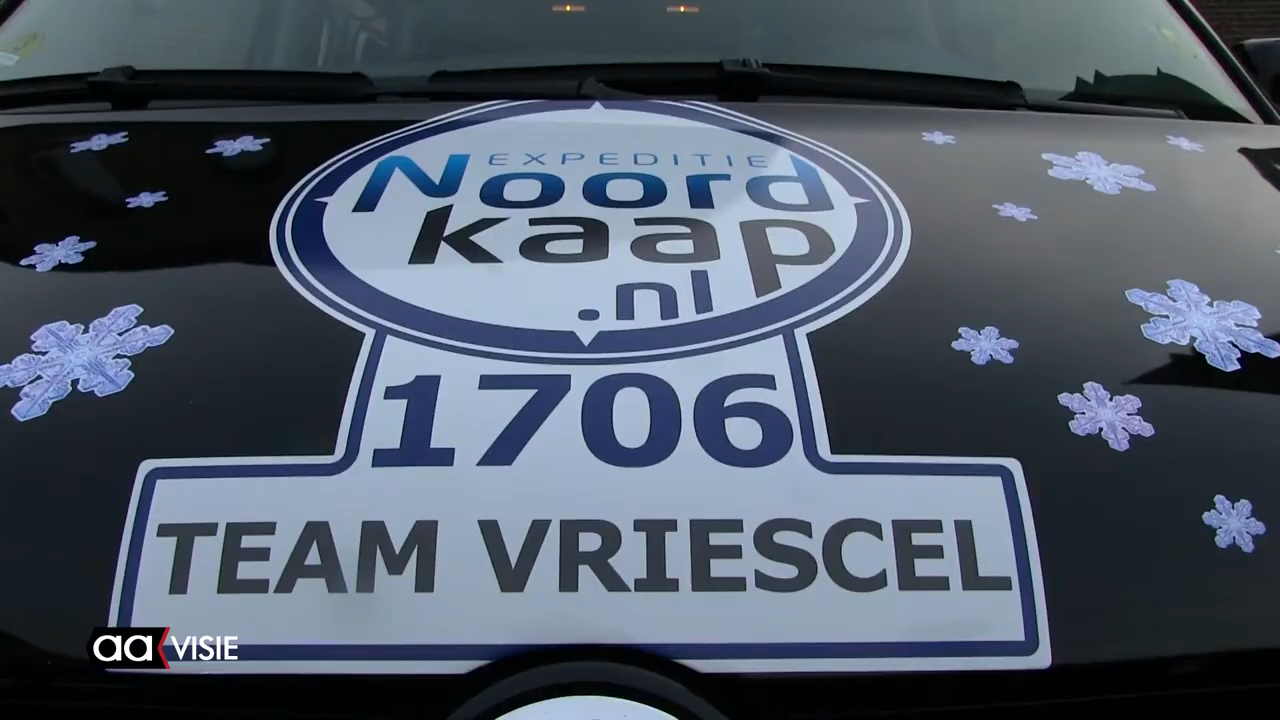 EXPEDITIE
Noord
kaap
.nl
1706
TEAM VRIESCEL
aa VISIE